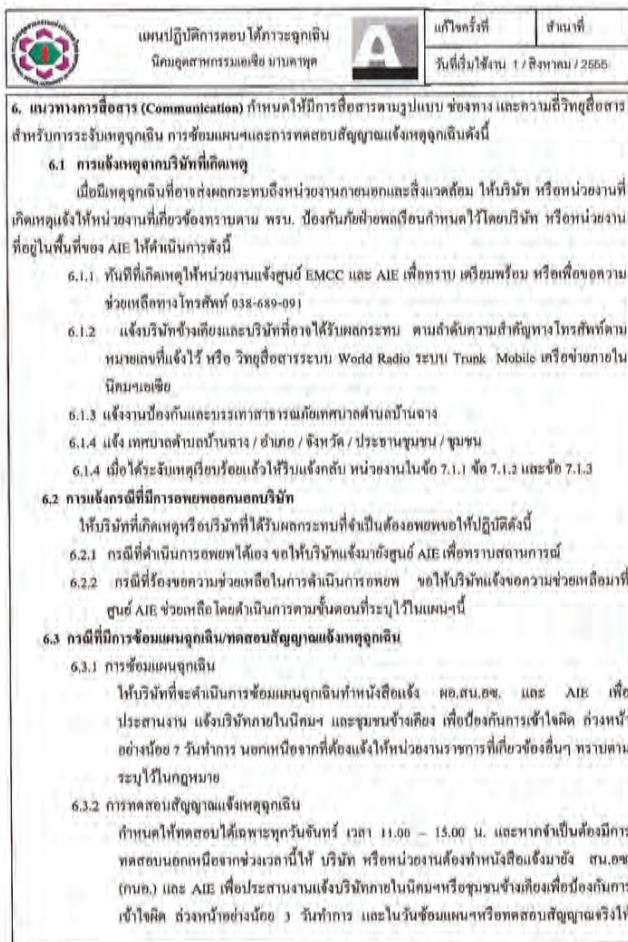 แผนปฏิบัติการตอบโต้ภาวะฉุกเฉิน
นิคมอุตสาหกรรมเอเซีย มาบตาพุด
A
แก้ไขครั้งที่
สำเนาที่
วันที่เริ่มใช้งาน 1 / สิงหาคม / 2555
6. แนวทางการสื่อสาร (Communication) กำหนดให้มีการสื่อสารตามรูปแบบ ช่องทาง และความถี่วิทยุสื่อสาร
สำหรับการระงับเหตุฉุกเฉิน การซ้อมแผนฯและการทดสอบสัญญาณแจ้งเหตุฉุกเฉินดังนี้
6.1 การแจ้งเหตุจากบริษัทที่เกิดเหตุ
เมื่อมีเหตุฉุกเฉินที่อาจส่งผลกระทบถึงหน่วยงานภายนอกและสิ่งแวดล้อม ให้บริษัท หรือหน่วยงานที่
เกิดเหตุแจ้งให้หน่วยงานที่เกี่ยวข้องทราบตาม พรบ. ป้องกันภัยฝ่ายพลเรือนกำหนดไว้โดยบริษัท หรือหน่วยงาน
ที่อยู่ในพื้นที่ของ AIE ให้ดำเนินการดังนี้
6.1.1 ทันทีที่เกิดเหตุให้หน่วยงานแจ้งศูนย์ EMCC และ AIE เพื่อทราบ เตรียมพร้อม หรือเพื่อขอความ
ช่วยเหลือทางโทรศัพท์ 038-689-091
6.1.2 แจ้งบริษัทข้างเคียงและบริษัทที่อาจได้รับผลกระทบ ตามลำดับความสำคัญทางโทรศัพท์ตาม
หมายเลขที่แจ้งไว้ หรือ วิทยุสื่อสารระบบ World Radio ระบบ Trunk Mobile เครือข่ายภายใน
นิคมฯเอเซีย
6.1.3 แจ้งงานป้องกันและบรรเทาสาธารณภัยเทศบาลตำบลบ้านฉาง
6.1.4 แจ้ง เทศบาลตำบลบ้านฉาง / อำเภอ / จังหวัด / ประธานชุมชน / ชุมชน
6.1.4 เมื่อได้ระงับเหตุเรียบร้อยแล้วให้รีบแจ้งกลับ หน่วยงานในข้อ 7.1.1 ข้อ 7.1.2 และข้อ 7.1.3
6.2 การแจ้งกรณีที่มีการอพยพออกนอกบริษัท
ให้บริษัทที่เกิดเหตุหรือบริษัทที่ได้รับผลกระทบที่จำเป็นต้องอพยพขอให้ปฏิบัติดังนี้
6.2.1 กรณีที่ดำเนินการอพยพได้เอง ขอให้บริษัทแจ้งมายังศูนย์ AIE เพื่อทราบสถานการณ์
6.2.2 กรณีที่ร้องขอความช่วยเหลือในการดำเนินการอพยพ ขอให้บริษัทแจ้งขอความช่วยเหลือมาที่
ศูนย์ AIE ช่วยเหลือโดยดำเนินการตามขั้นตอนที่ระบุไว้ในแผนฯนี้
6.3 กรณีที่มีการซ้อมแผนฉุกเฉิน/ทดสอบสัญญาณแจ้งเหตุฉุกเฉิน
6.3.1 การซ้อมแผนฉุกเฉิน
ให้บริษัทที่จะดำเนินการซ้อมแผนฉุกเฉินทำหนังสือแจ้ง ผอ.สน.อซ. และ AIE เพื่อ
ประสานงาน แจ้งบริษัทภายในนิคมฯ และชุมชนข้างเคียง เพื่อป้องกันการเข้าใจผิด ล่วงหน้า
อย่างน้อย 7 วันทำการ นอกเหนือจากที่ต้องแจ้งให้หน่วยงานราชการที่เกี่ยวข้องอื่นๆ ทราบตาม
ระบุไว้ในกฎหมาย
6.3.2 การทดสอบสัญญาณแจ้งเหตุฉุกเฉิน
กำหนดให้ทดสอบได้เฉพาะทุกวันจันทร์ เวลา 11.00 – 15.00 น. และหากจำเป็นต้องมีการ
ทดสอบนอกเหนือจากช่วงเวลานี้ให้ บริษัท หรือหน่วยงานต้องทำหนังสือแจ้งมายัง สน.อซ
(กนอ.) และ AIE เพื่อประสานงานแจ้งบริษัทภายในนิคมฯหรือชุมชนข้างเคียงเพื่อป้องกันการ
เข้าใจผิด ล่วงหน้าอย่างน้อย 3 วันทำการ และในวันซ้อมแผนฯหรือทดสอบสัญญาณจริงให้